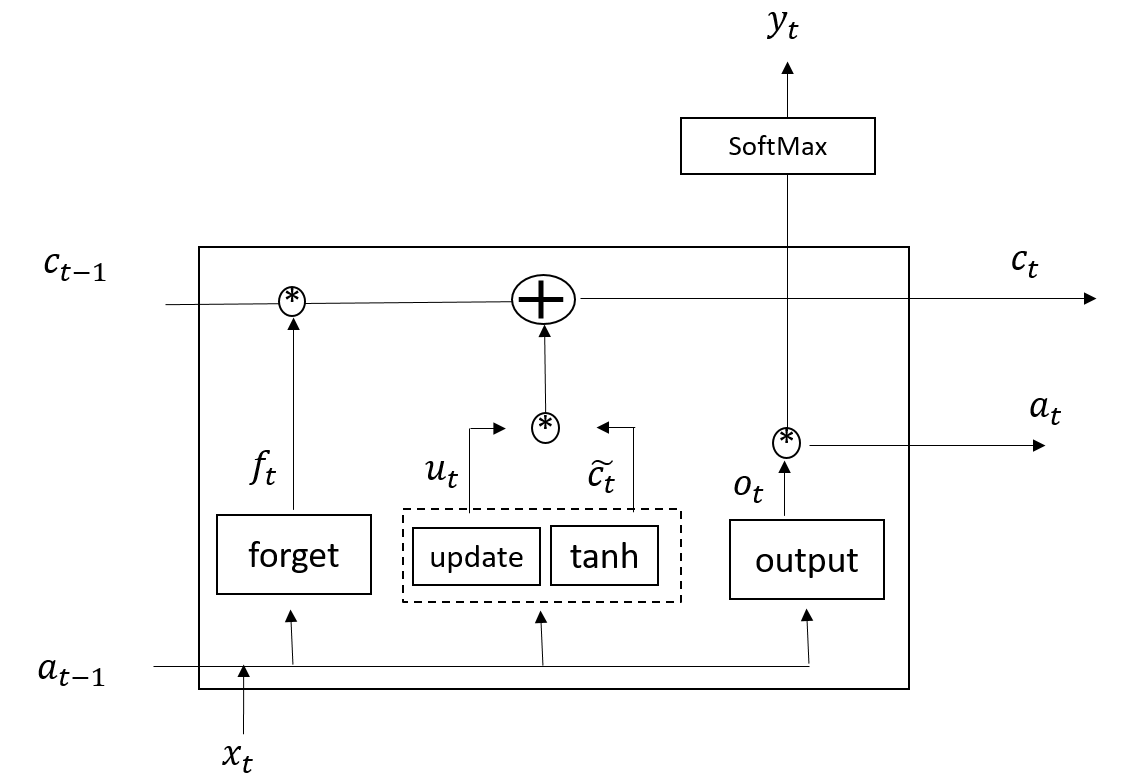 y_t
SoftMax
c_{t−1}
c_t
*
+
a_t
*
*
f_t
u_t
c̃_t
o_t
forget
update
tanh
output
a_{t−1}
x_t